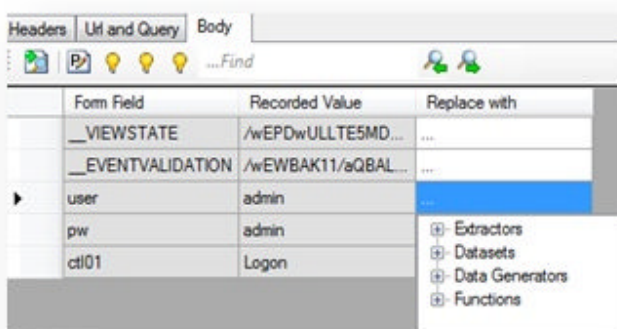 Headers Url and Query Body
...Find
Form Field Recorded Value Replace with
__VIEWSTATE /wEPDwULLTE5MD... ...
__EVENTVALIDATION /wEWBAK11/aQBAL... ...
user admin ...
pw admin
ctl01 Logon
Extractors
Datasets
Data Generators
Functions